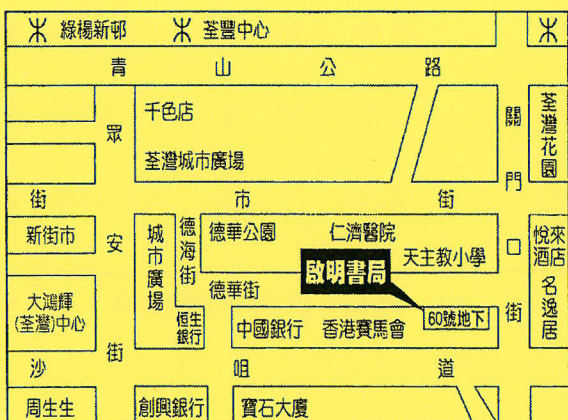 綠楊新邨
荃豐中心
青山公路
千色店
荃灣城市廣場
眾安街
關門口街
荃灣花園
街市街
新街市
城市廣場
德海街
德華公園
仁濟醫院
天主教小學
悅來酒店
名逸居
啟明書局
德華街
大鴻輝
(荃灣)中心
恒生
銀行
中國銀行
香港賽馬會
60號地下
沙咀道
周生生
創興銀行
寶石大廈